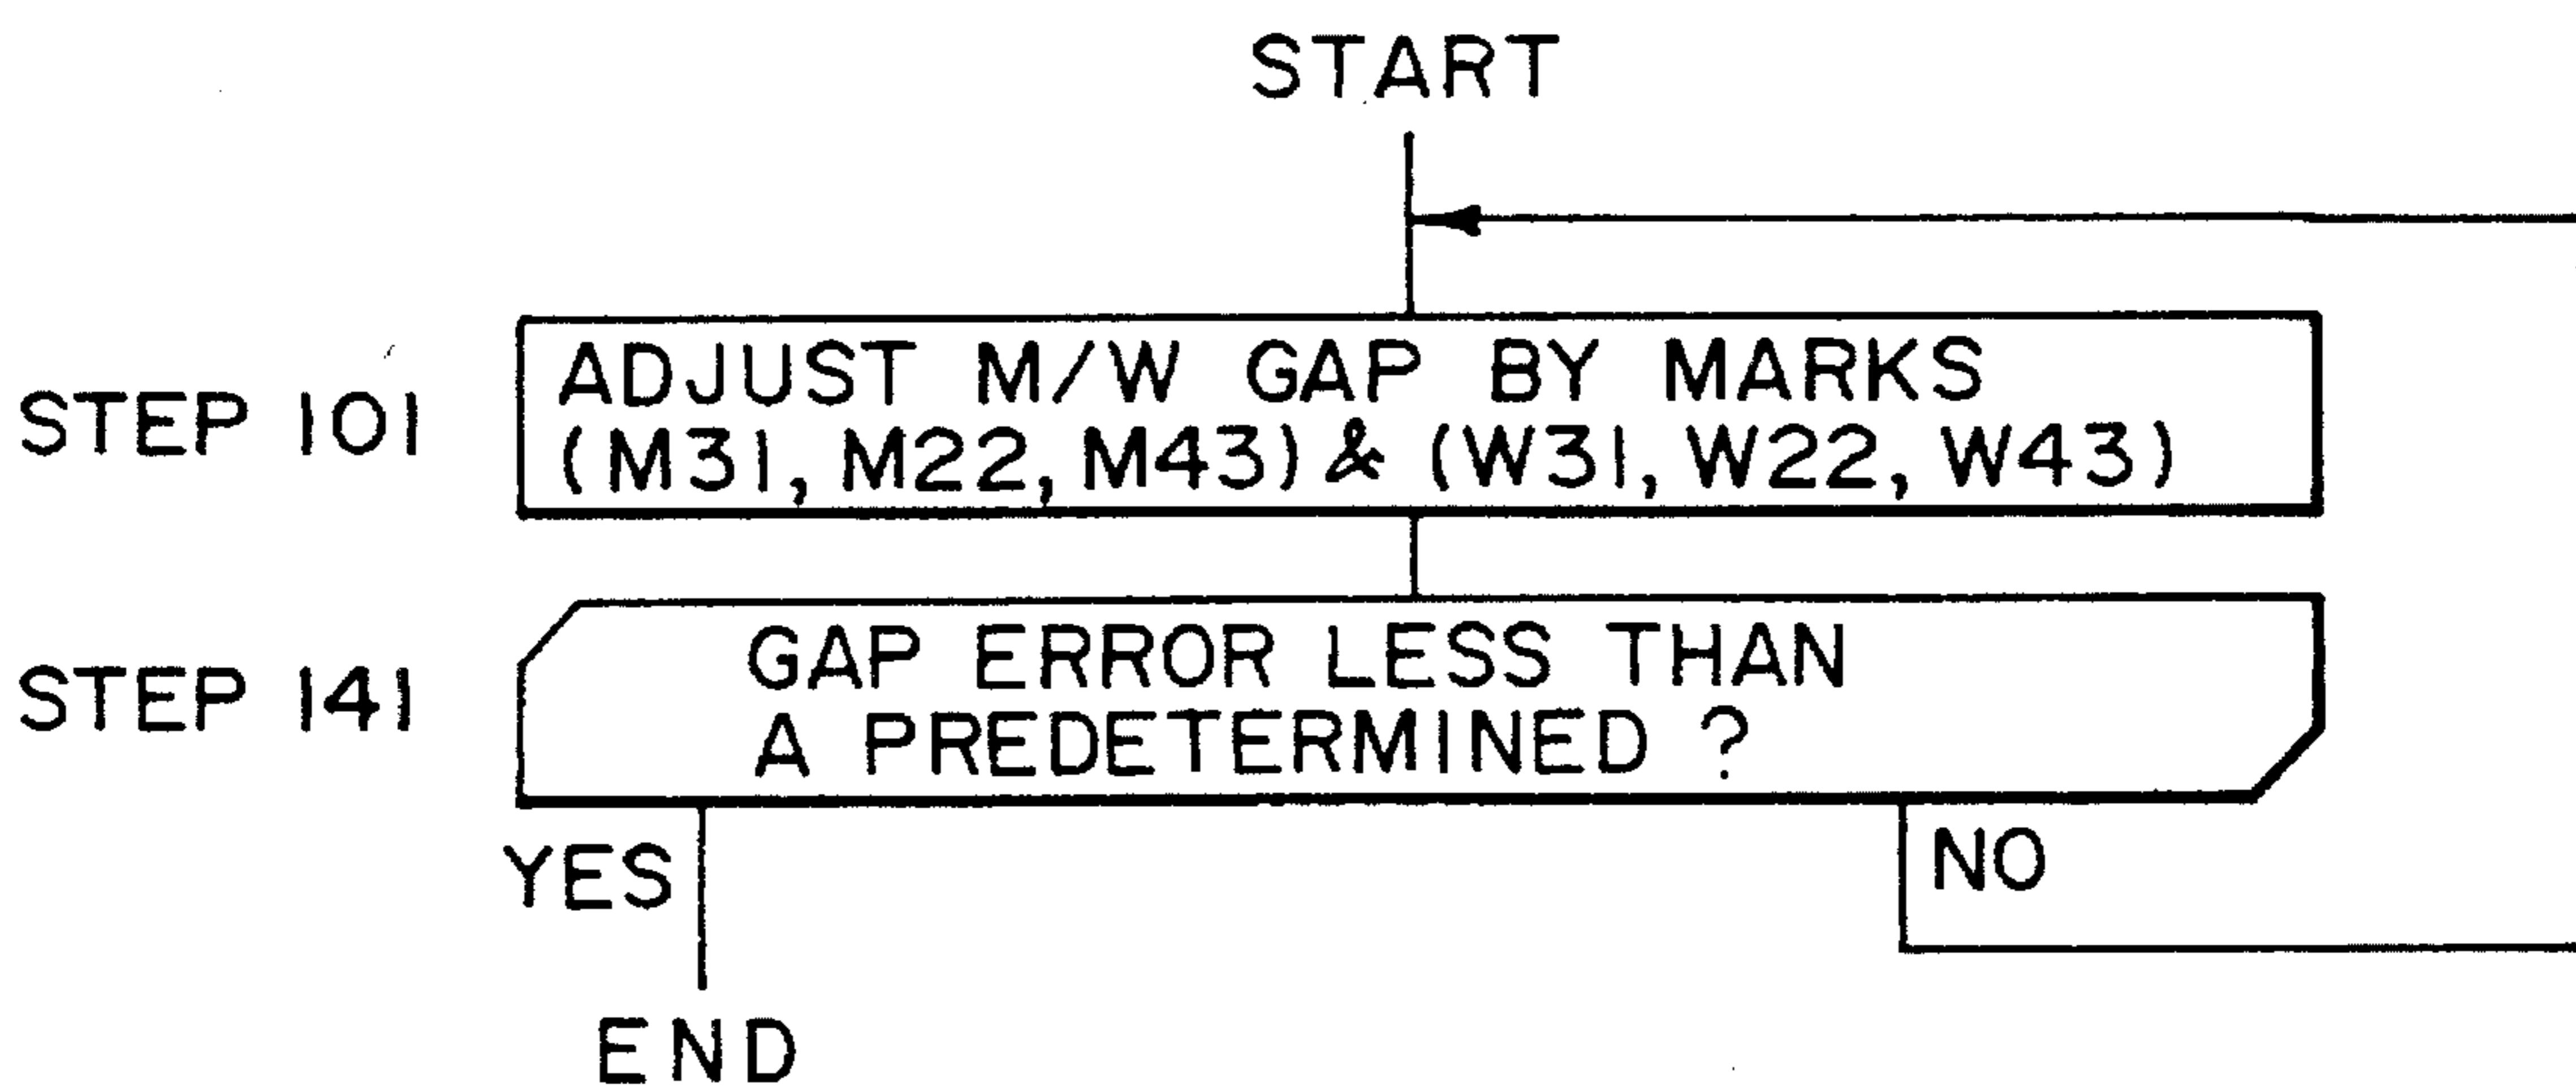 START
STEP 101
ADJUST M/W GAP BY MARKS
(M31, M22, M43) & (W31, W22, W43)
STEP 141
GAP ERROR LESS THAN
A PREDETERMINED ?
YES
NO
END